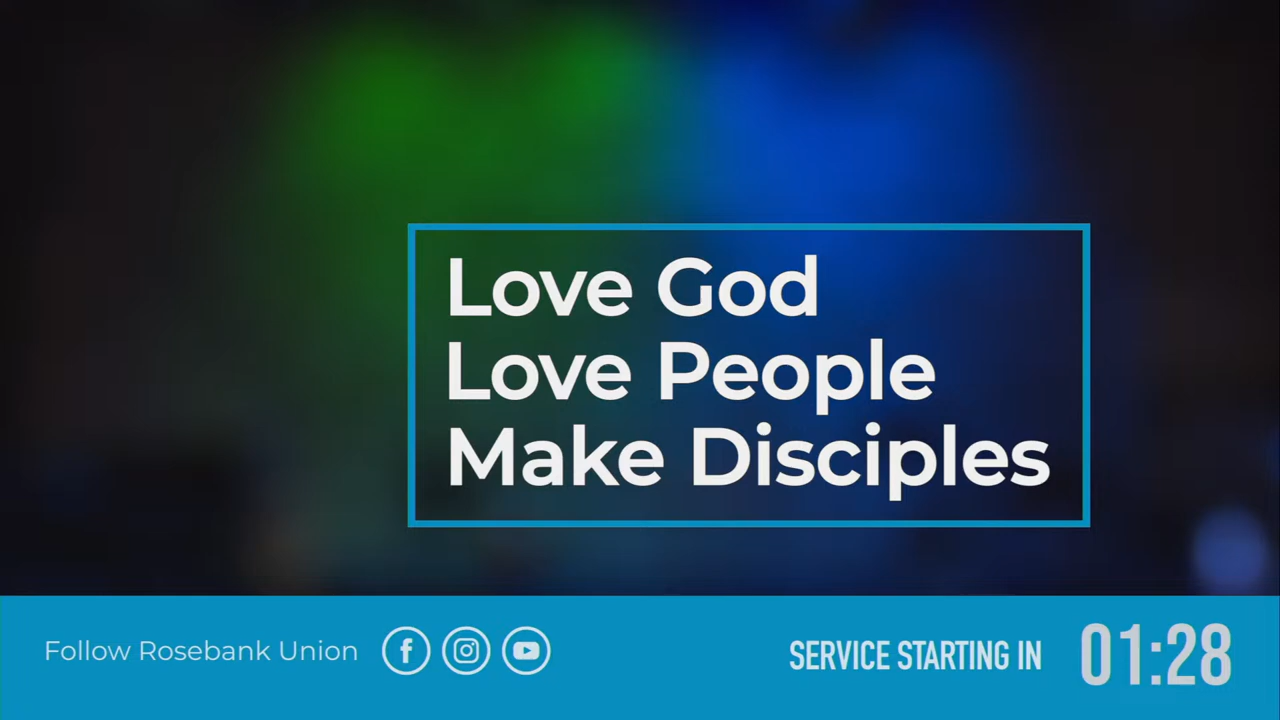 Love God
Love People
Make Disciples
Follow Rosebank Union
SERVICE STARTING IN 01:28